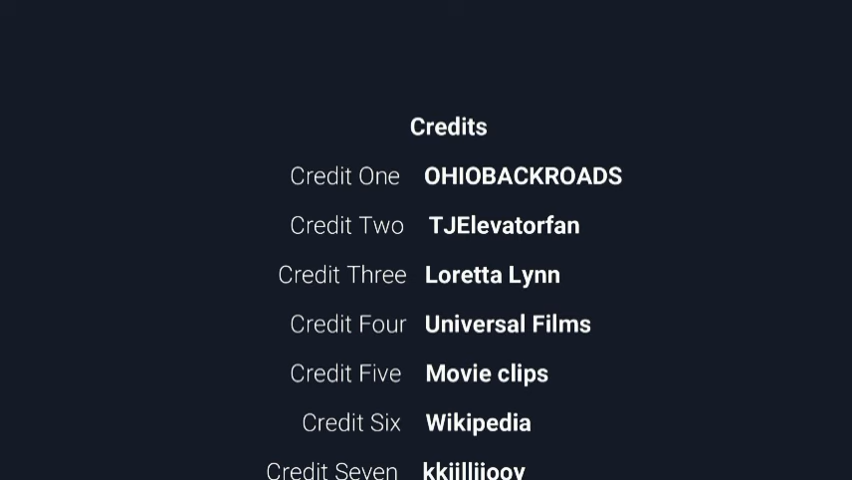 Credits
Credit One OHIOBACKROADS
Credit Two TJElevatorfan
Credit Three Loretta Lynn
Credit Four Universal Films
Credit Five Movie clips
Credit Six Wikipedia
Credit Seven